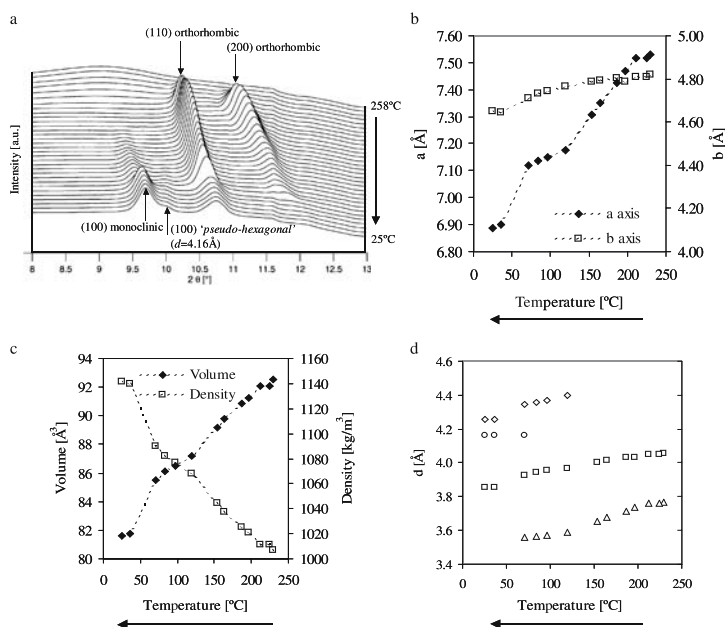 a
(110) orthorhombic
(200) orthorhombic
Intensity [a.u.]
258ºC
25ºC
(100) monoclinic
(100) 'pseudo-hexagonal'
(d=4.16Å)
8 8.5 9 9.5 10 10.5 11 11.5 12 12.5 13
2 θ [°]
b
7.60
7.50
7.40
7.30
7.20
7.10
7.00
6.90
6.80
a [Å]
5.00
4.80
4.60
4.40
4.20
4.00
b [Å]
a axis
b axis
0 50 100 150 200 250
Temperature [ºC]
c
94
92
90
88
86
84
82
80
Volume [Å3]
1160
1140
1120
1100
1080
1060
1040
1020
1000
Density [kg/m3]
Volume
Density
0 50 100 150 200 250
Temperature [ºC]
d
4.6
4.4
4.2
4.0
3.8
3.6
3.4
d [Å]
0 50 100 150 200 250
Temperature [ºC]